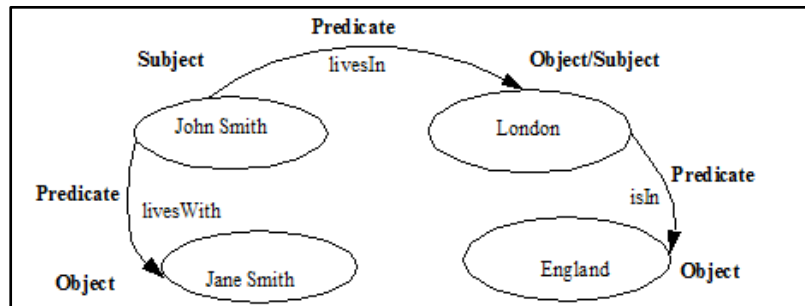 Predicate
Subject
livesIn
Object/Subject
John Smith
London
Predicate
Predicate
livesWith
isIn
Object
Jane Smith
England
Object